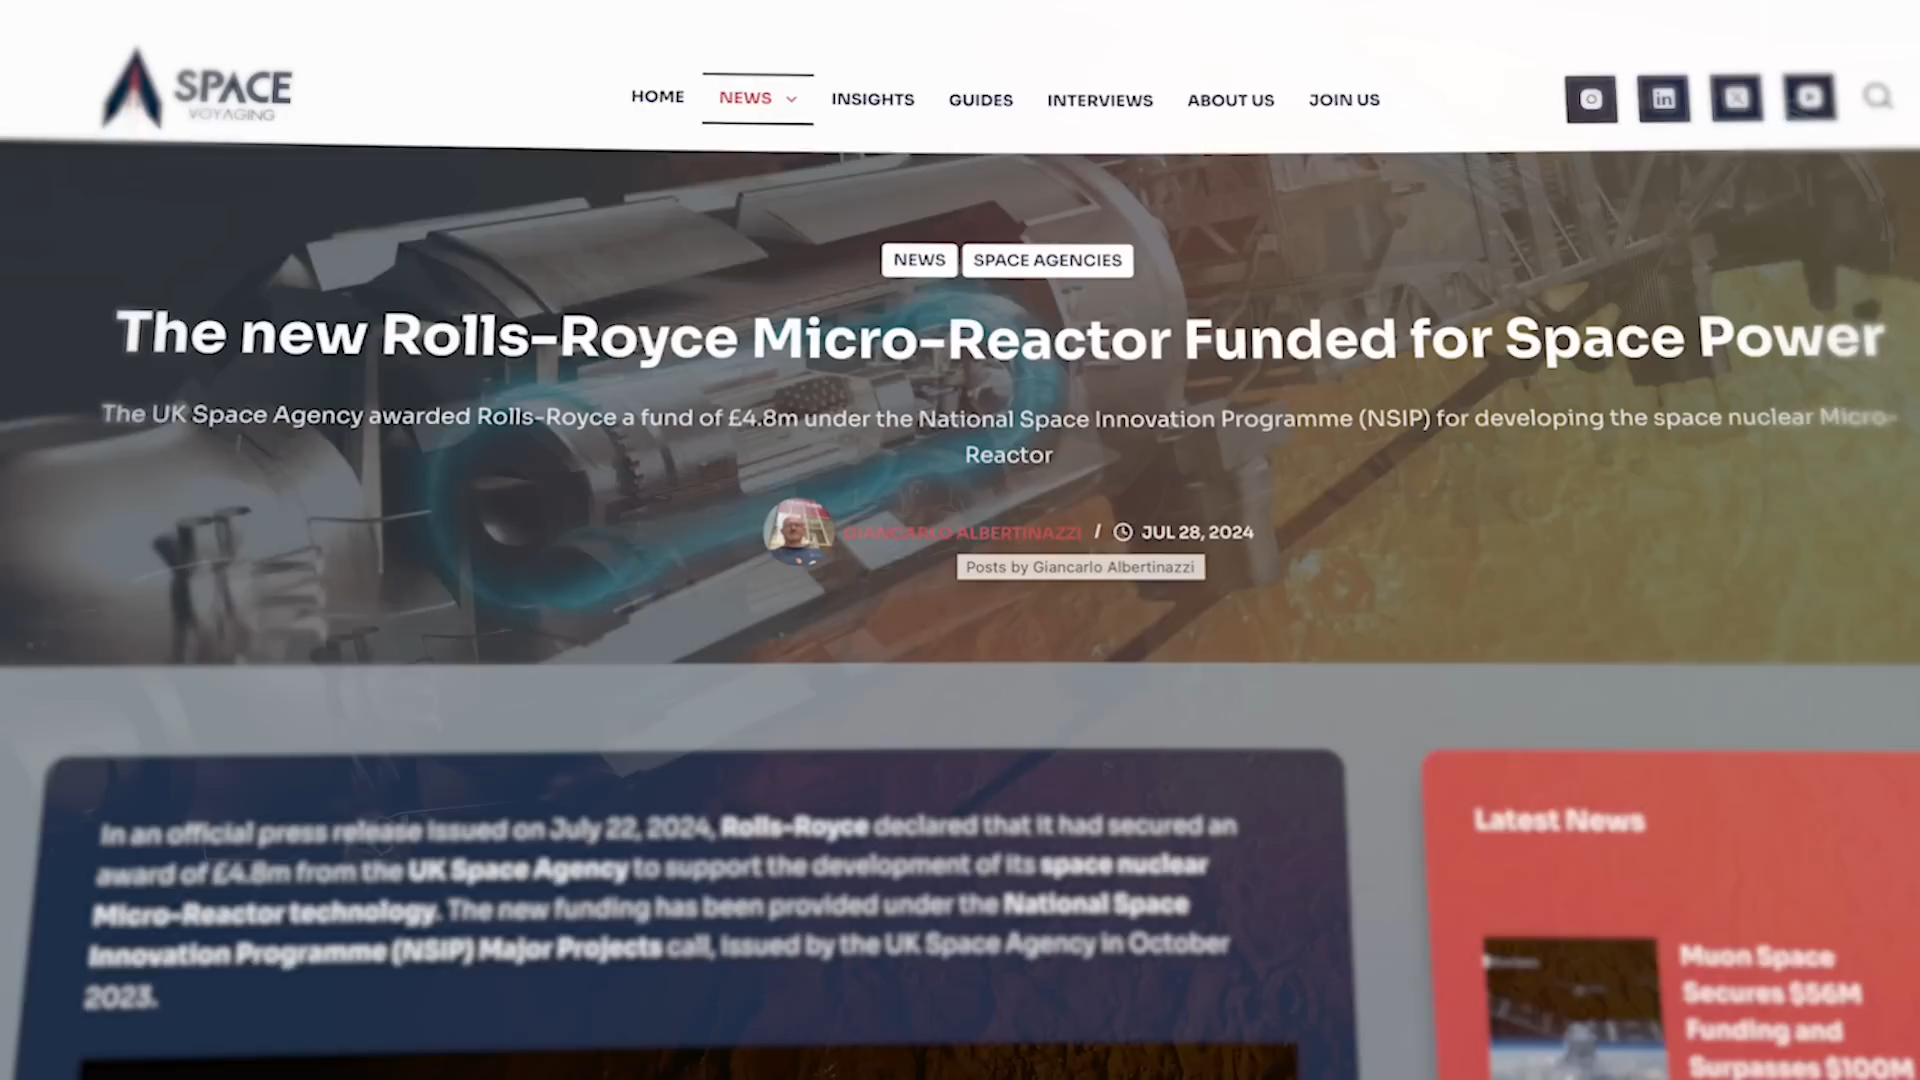 SPACE
VOYAGING
HOME NEWS INSIGHTS GUIDES INTERVIEWS ABOUT US JOIN US
NEWS SPACE AGENCIES
The new Rolls-Royce Micro-Reactor Funded for Space Power
The UK Space Agency awarded Rolls-Royce a fund of £4.8m under the National Space Innovation Programme (NSIP) for developing the space nuclear Micro-
Reactor
GIANCARLO ALBERTINAZZI / JUL 28, 2024
Posts by Giancarlo Albertinazzi
In an official press release issued on July 22, 2024, Rolls-Royce declared that it had secured an
award of £4.8m from the UK Space Agency to support the development of its space nuclear
Micro-Reactor technology. The new funding has been provided under the National Space
Innovation Programme (NSIP) Major Projects call, issued by the UK Space Agency in October
2023.
Latest News
Muon Space
Secures $56M
Funding and
Surpasses $100M